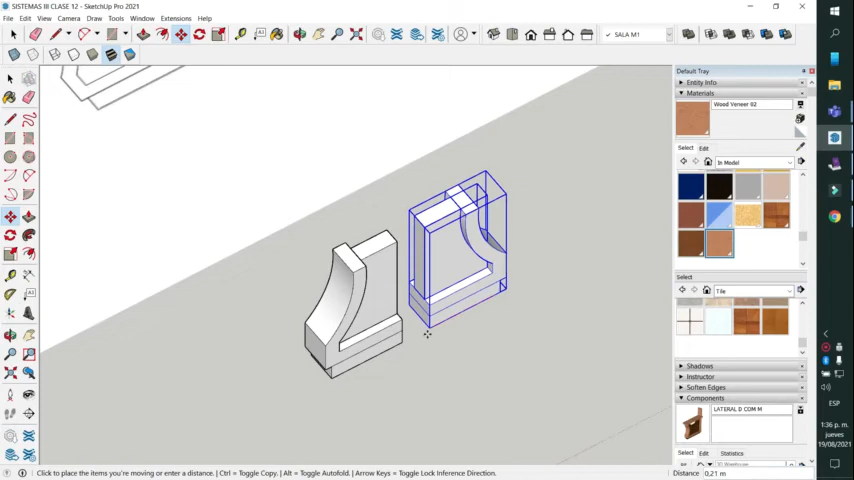 SISTEMAS III CLASE 12 - SketchUp Pro 2021
File Edit View Camera Draw Tools Window Extensions Help
SALA M1
Default Tray
Entity Info
Materials
Wood Veneer 02
Select Edit
In Model
Select
Tile
Shadows
Instructor
Soften Edges
Components
LATERAL D COM M
Select Edit Statistics
Click to place the items you're moving or enter a distance. | Ctrl = Toggle Copy. | Alt = Toggle Autofold. | Arrow Keys = Toggle Lock Inference Direction.
Distance 0,21 m
ESP
1:36 p. m.
jueves
19/08/2021